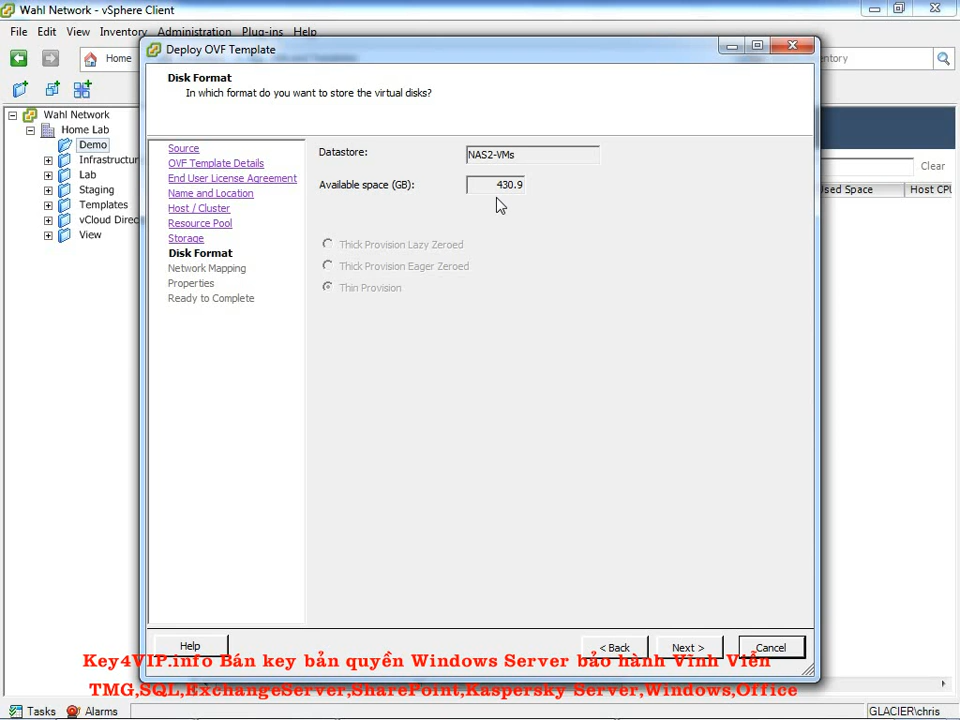 Wahl Network - vSphere Client
File Edit View Inventory Administration Plug-ins Help
Deploy OVF Template
Home
Disk Format
In which format do you want to store the virtual disks?
Wahl Network
Home Lab
Demo
Infrastructur
Lab
Staging
Templates
vCloud Direc
View
Source
OVF Template Details
End User License Agreement
Name and Location
Host / Cluster
Resource Pool
Storage
Disk Format
Network Mapping
Properties
Ready to Complete
Datastore: NAS2-VMs
Available space (GB): 430.9
Thick Provision Lazy Zeroed
Thick Provision Eager Zeroed
Thin Provision
Clear
Used Space Host CPU
Help < Back Next > Cancel
Key4VIP.info Bán key bản quyền Windows Server bảo hành Vĩnh Viễn
TMG,SQL,ExchangeServer,SharePoint,Kaspersky Server,Windows,Office
Tasks Alarms GLACIER\chris